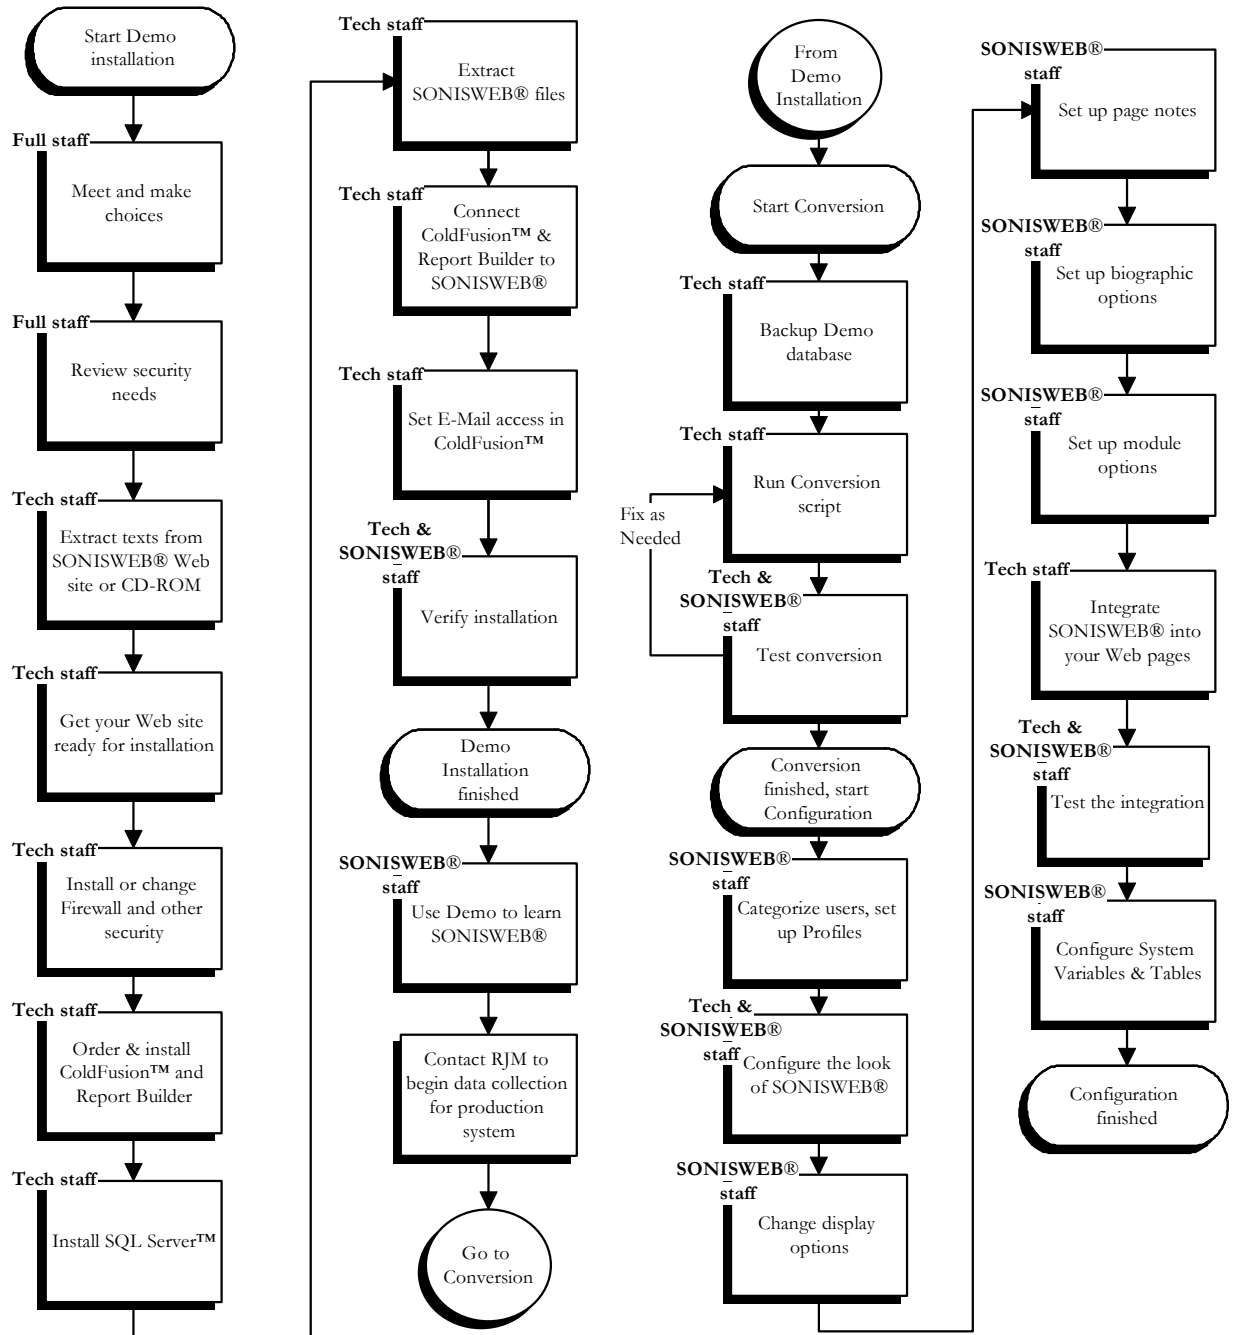 Start Demo
installation
Full staff
Meet and make
choices
Full staff
Review security
needs
Tech staff
Extract texts from
SONISWEB® Web
site or CD-ROM
Tech staff
Get your Web site
ready for installation
Tech staff
Install or change
Firewall and other
security
Tech staff
Order & install
ColdFusion™ and
Report Builder
Tech staff
Install SQL Server™
Tech staff
Extract
SONISWEB® files
Tech staff
Connect
ColdFusion™ &
Report Builder to
SONISWEB®
Tech staff
Set E-Mail access in
ColdFusion™
Tech &
SONISWEB®
staff
Verify installation
Demo
Installation
finished
SONISWEB®
staff
Use Demo to learn
SONISWEB®
Contact RJM to
begin data collection
for production
system
Go to
Conversion
From
Demo
Installation
Start Conversion
Tech staff
Backup Demo
database
Tech staff
Run Conversion
script
Fix as
Needed
Tech &
SONISWEB®
staff
Test conversion
Conversion
finished, start
Configuration
SONISWEB®
staff
Categorize users, set
up Profiles
Tech &
SONISWEB®
staff
Configure the look
of SONISWEB®
SONISWEB®
staff
Change display
options
SONISWEB®
staff
Set up page notes
SONISWEB®
staff
Set up biographic
options
SONISWEB®
staff
Set up module
options
Tech staff
Integrate
SONISWEB® into
your Web pages
Tech &
SONISWEB®
staff
Test the integration
SONISWEB®
staff
Configure System
Variables & Tables
Configuration
finished